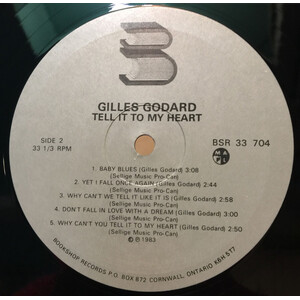 GILLES GODARD
TELL IT TO MY HEART
SIDE 2
33 1/3 RPM
BSR 33 704
1. BABY BLUES (Gilles Godard) 3:08
(Sellige Music Pro-Can)
2. YET I FALL ONCE AGAIN (Gilles Godard) 2:44
(Sellige Music Pro-Can)
3. WHY CAN'T WE TELL IT LIKE IT IS (Gilles Godard) 2:58
(Sellige Music Pro-Can)
4. DON'T FALL IN LOVE WITH A DREAM (Gilles Godard) 3:00
(Sellige Music Pro-Can)
5. WHY CAN'T YOU TELL IT TO MY HEART (Gilles Godard) 2:50
(Sellige Music Pro-Can)
© ℗ 1983
BOOKSHOP RECORDS P.O. BOX 872 CORNWALL, ONTARIO K6H 5T7